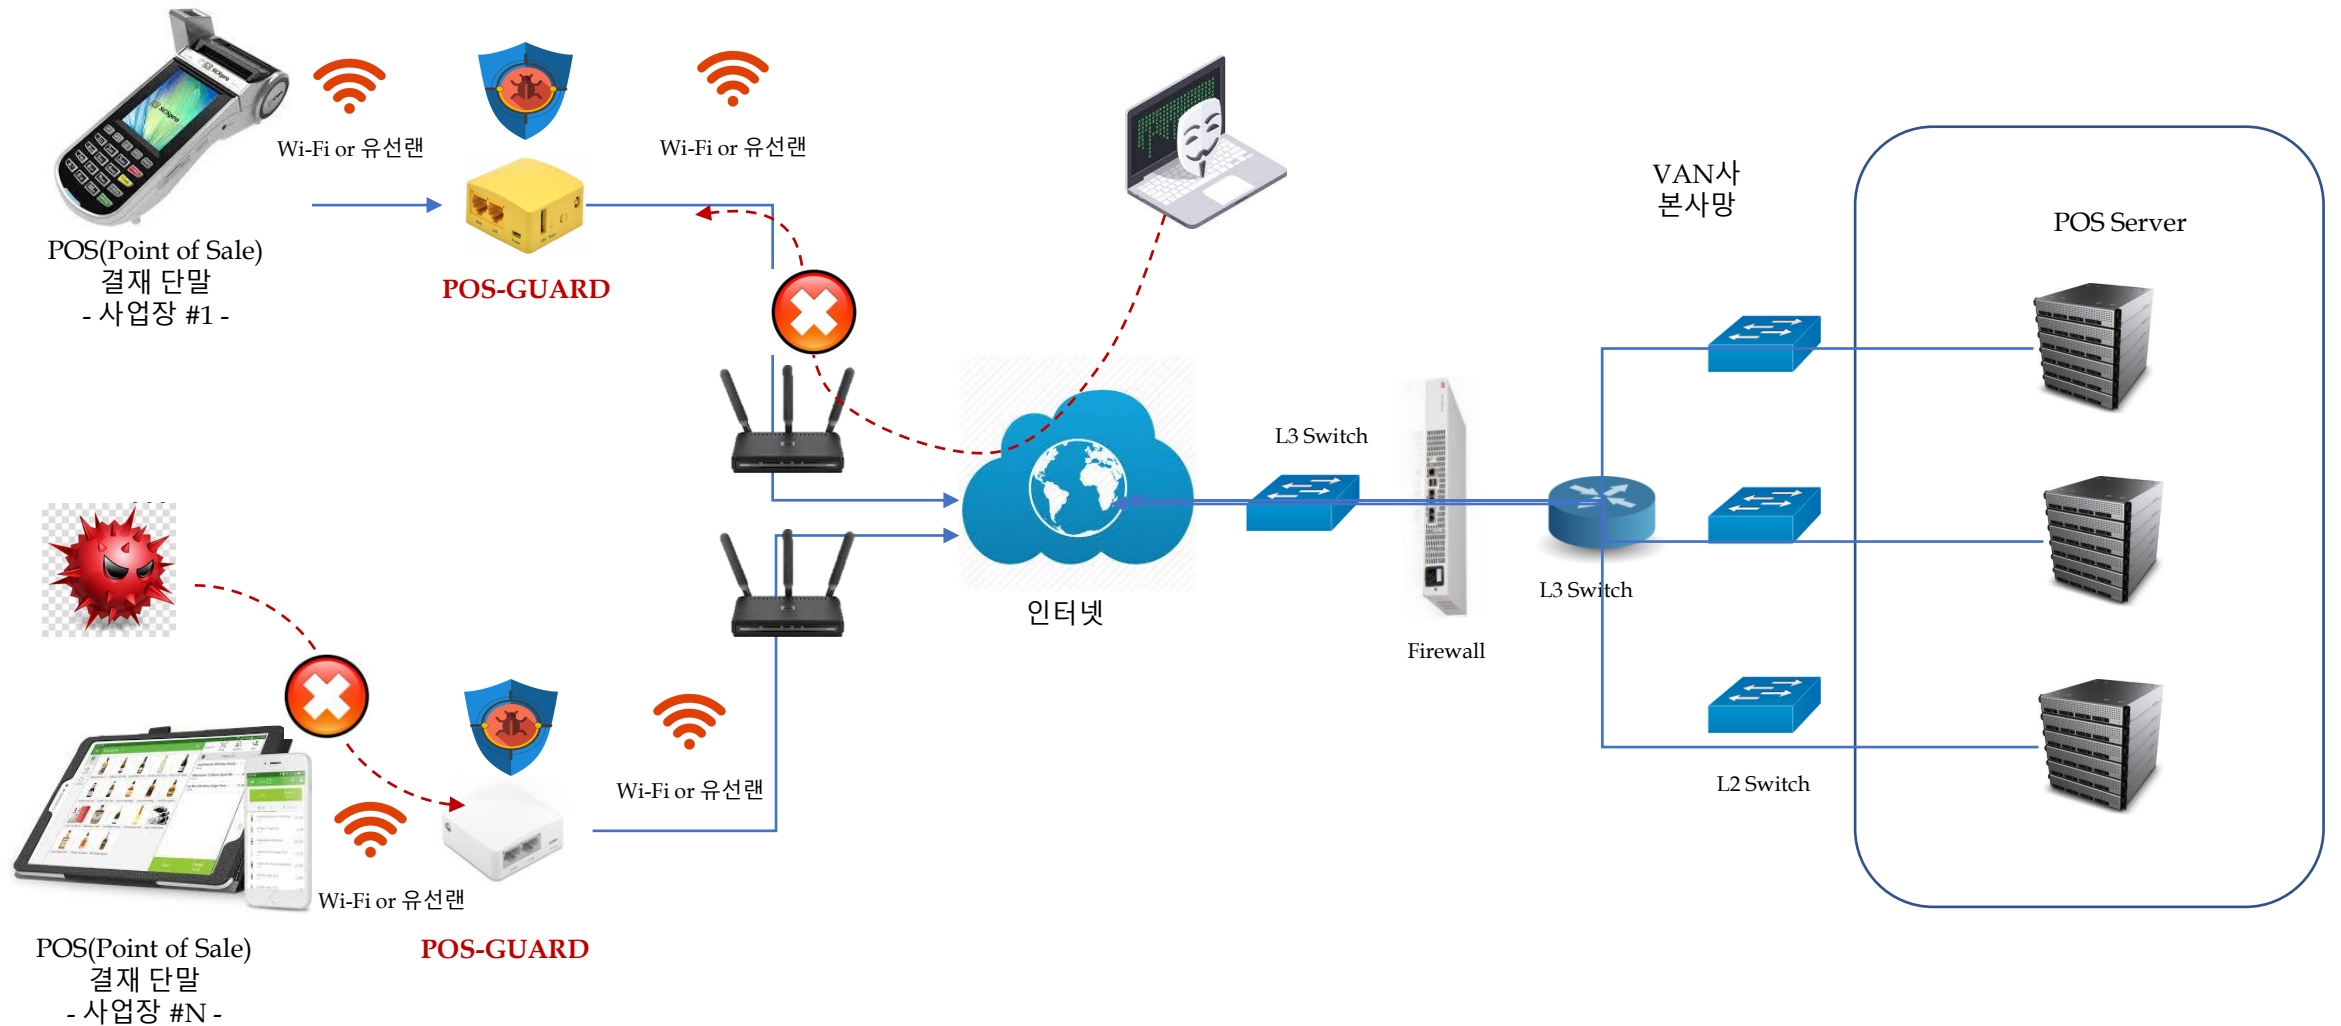 Wi-Fi or 유선랜
Wi-Fi or 유선랜
POS(Point of Sale)
결재 단말
- 사업장 #1 -
POS-GUARD
VAN사
본사망
POS Server
L3 Switch
Firewall
L3 Switch
L2 Switch
인터넷
Wi-Fi or 유선랜
Wi-Fi or 유선랜
POS(Point of Sale)
결재 단말
- 사업장 #N -
POS-GUARD